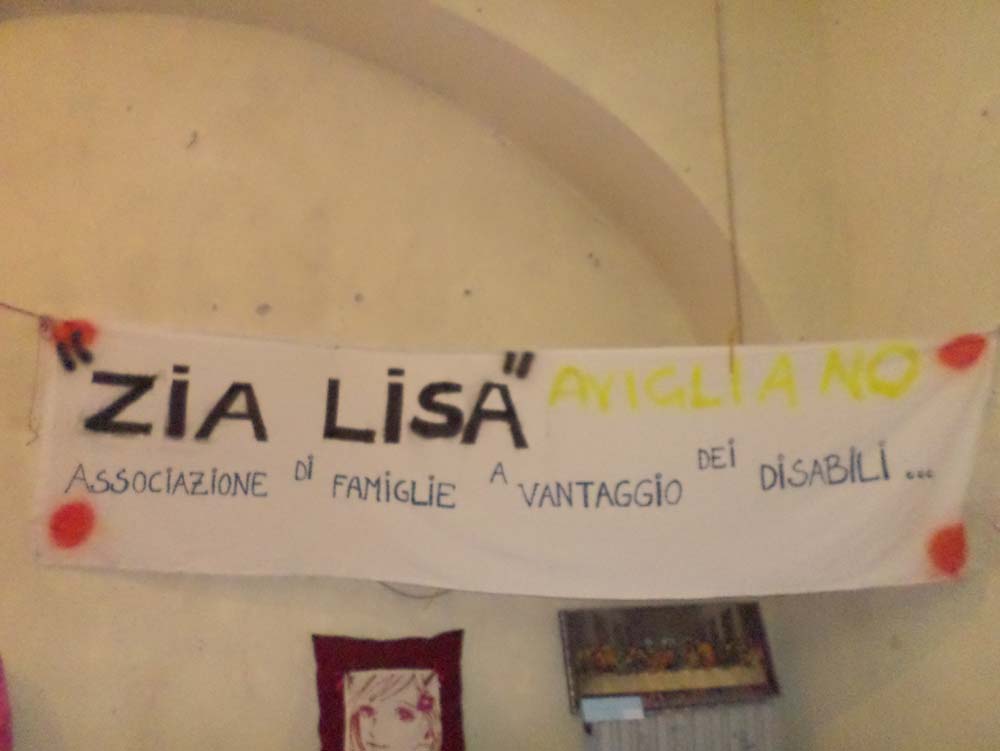 "ZiA LiSA" AVIGLIANO
ASSOCiAZiONE Di FAMiGLiE A VANTAGGiO DEi DiSABiLi...